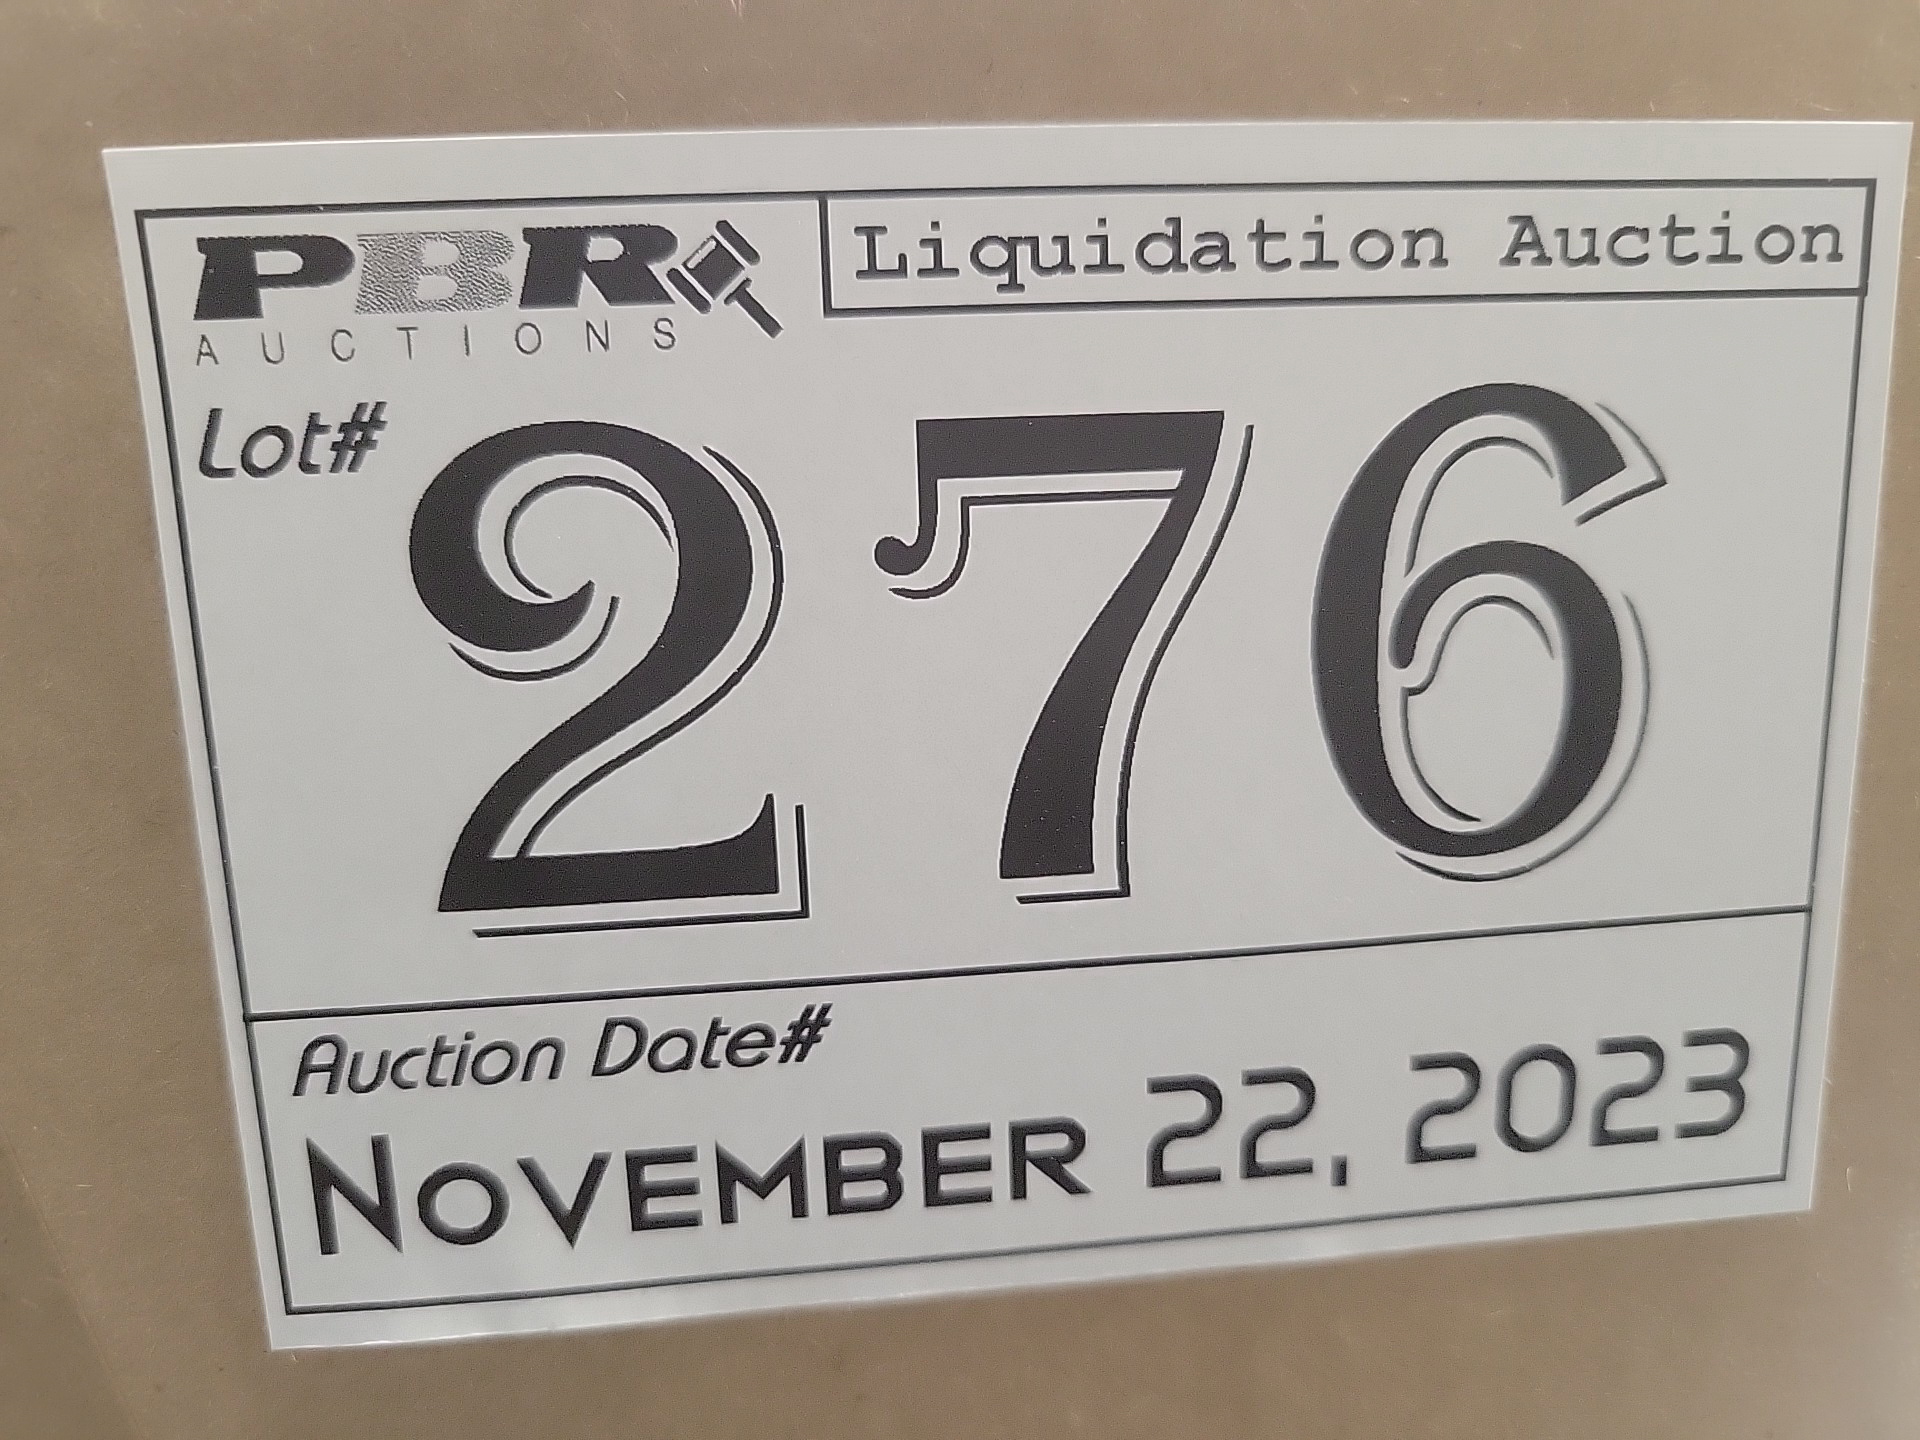 PBR
AUCTIONS
Liquidation Auction
Lot#
276
Auction Date#
NOVEMBER 22, 2023